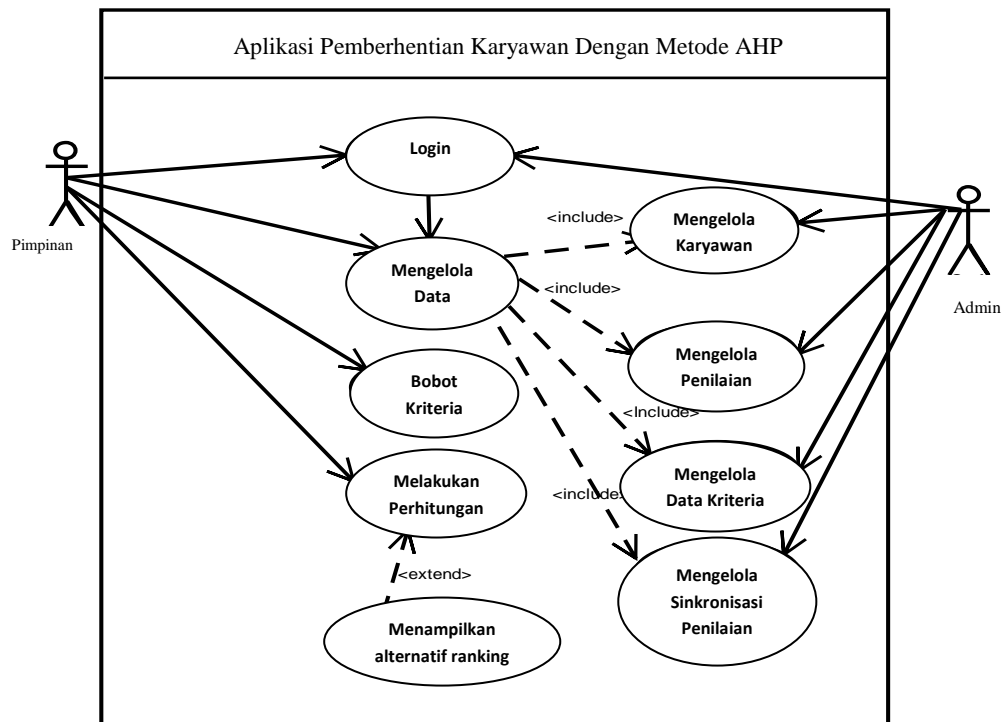 Aplikasi Pemberhentian Karyawan Dengan Metode AHP
Login
Pimpinan
<include>
Mengelola
Karyawan
Mengelola
Data
<include>
Admin
Mengelola
Penilaian
Bobot
Kriteria
<Include>
Melakukan
Perhitungan
Mengelola
Data Kriteria
<include>
<extend>
Mengelola
Sinkronisasi
Penilaian
Menampilkan
alternatif ranking